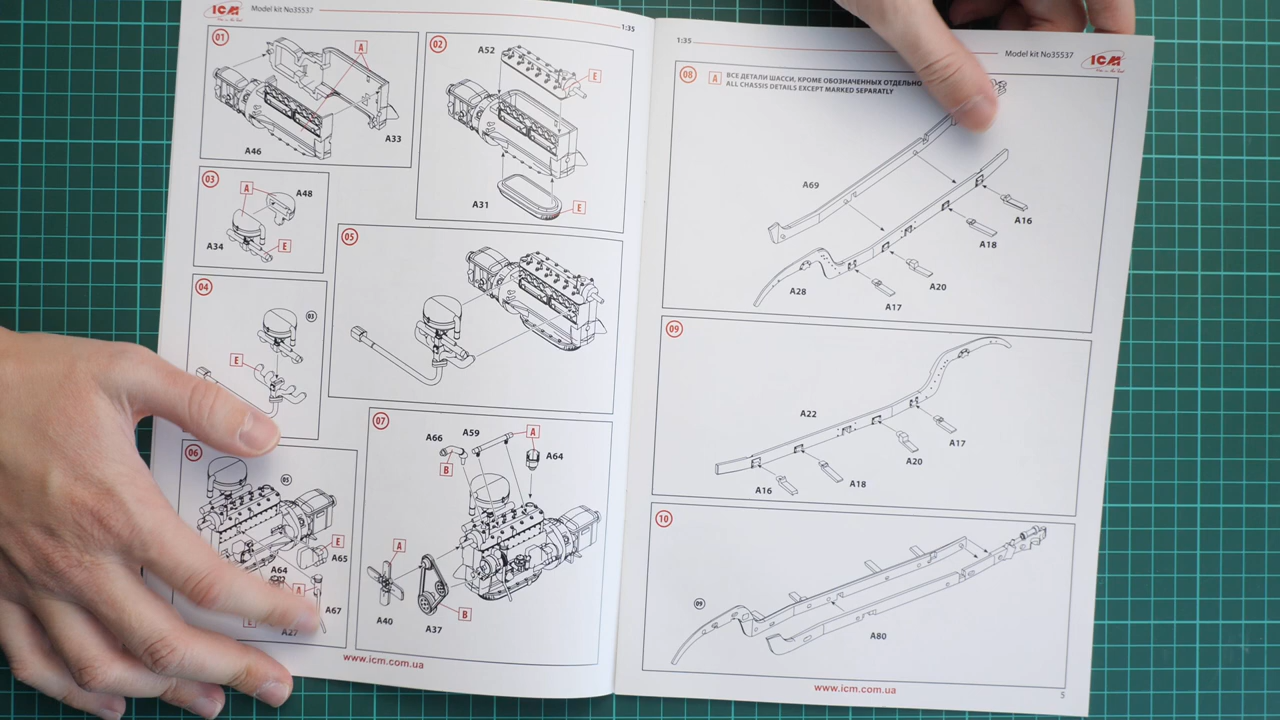 ICM
Model kit No35537
1:35
01
A
A33
A46
02
A52
E
A31
E
03
A
A48
A34
E
04
03
E
05
06
05
E
A65
A64
A
A67
E
A27
07
A66
A59
A
A64
B
A
A40
A37
B
www.icm.com.ua
1:35
Model kit No35537
ICM
08
A
ВСЕ ДЕТАЛИ ШАССИ, КРОМЕ ОБОЗНАЧЕННЫХ ОТДЕЛЬНО
ALL CHASSIS DETAILS EXCEPT MARKED SEPARATLY
A69
A16
A18
A20
A28
A17
09
A22
A17
A20
A18
A16
10
09
A80
www.icm.com.ua
5